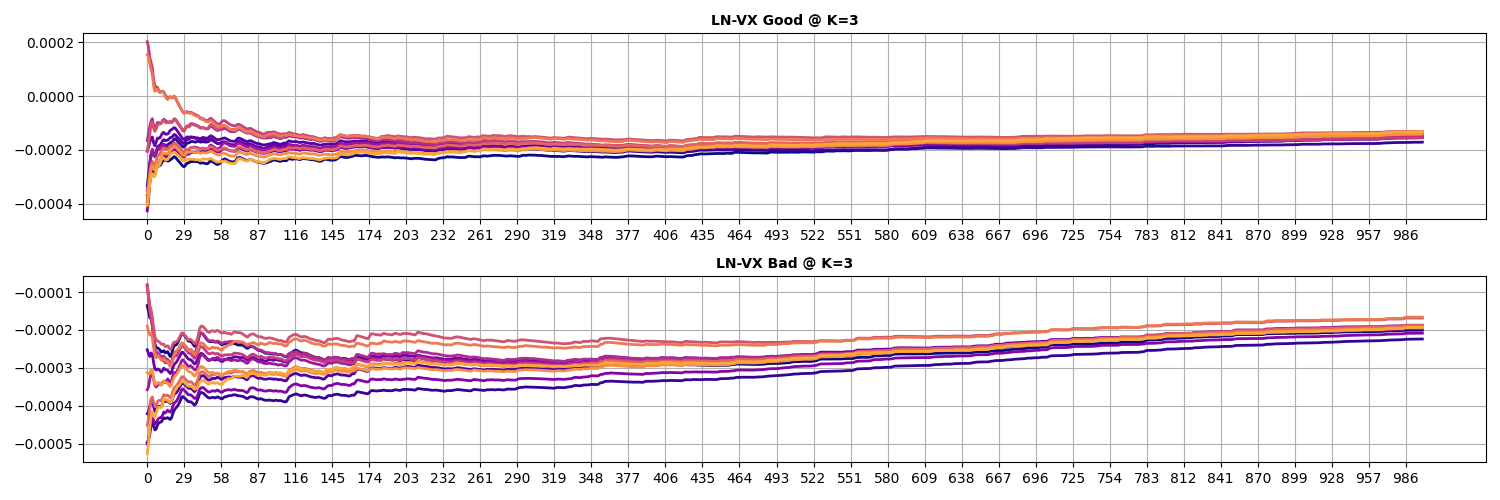 LN-VX Good @ K=3
0.0002
0.0000
−0.0002
−0.0004
0 29 58 87 116 145 174 203 232 261 290 319 348 377 406 435 464 493 522 551 580 609 638 667 696 725 754 783 812 841 870 899 928 957 986
LN-VX Bad @ K=3
−0.0001
−0.0002
−0.0003
−0.0004
−0.0005
0 29 58 87 116 145 174 203 232 261 290 319 348 377 406 435 464 493 522 551 580 609 638 667 696 725 754 783 812 841 870 899 928 957 986